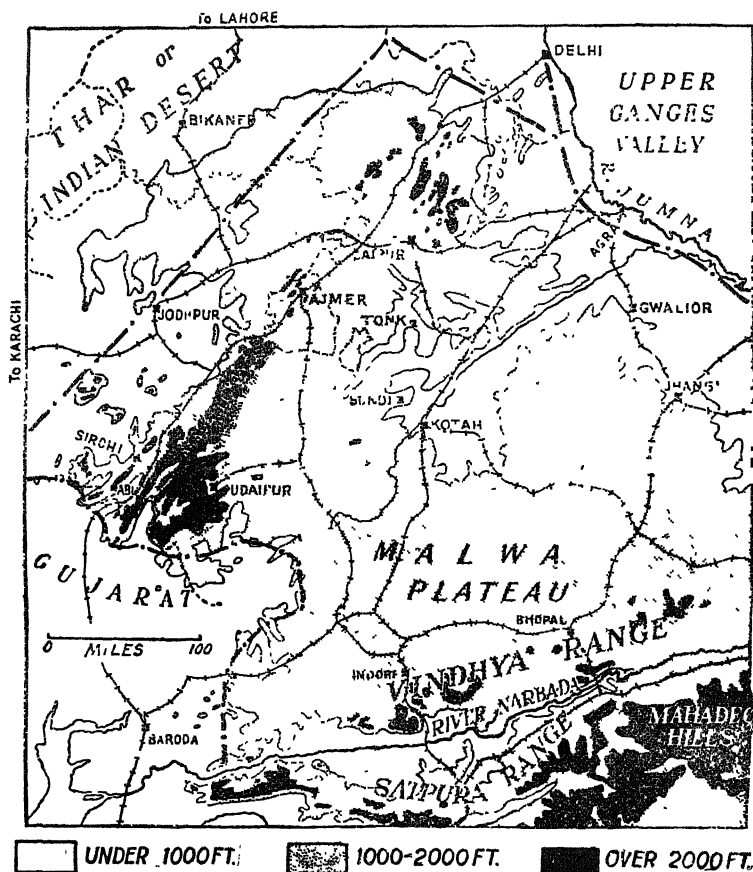 To LAHORE
DELHI
THAR or
INDIAN DESERT
UPPER
GANGES
VALLEY
BIKANER
R. JUMNA
AGRA
JAIPUR
To KARACHI
JODHPUR
AJMER
TONK
GWALIOR
JHANSI
BUNDI
KOTAH
SIROHI
ABU
UDAIPUR
GUJARAT
MALWA
PLATEAU
0 MILES 100
BHOPAL
INDORE
VINDHYA RANGE
RIVER NARBADA
BARODA
MAHADEO
HILLS
SATPURA RANGE
UNDER 1000 FT. 1000-2000 FT. OVER 2000 FT.